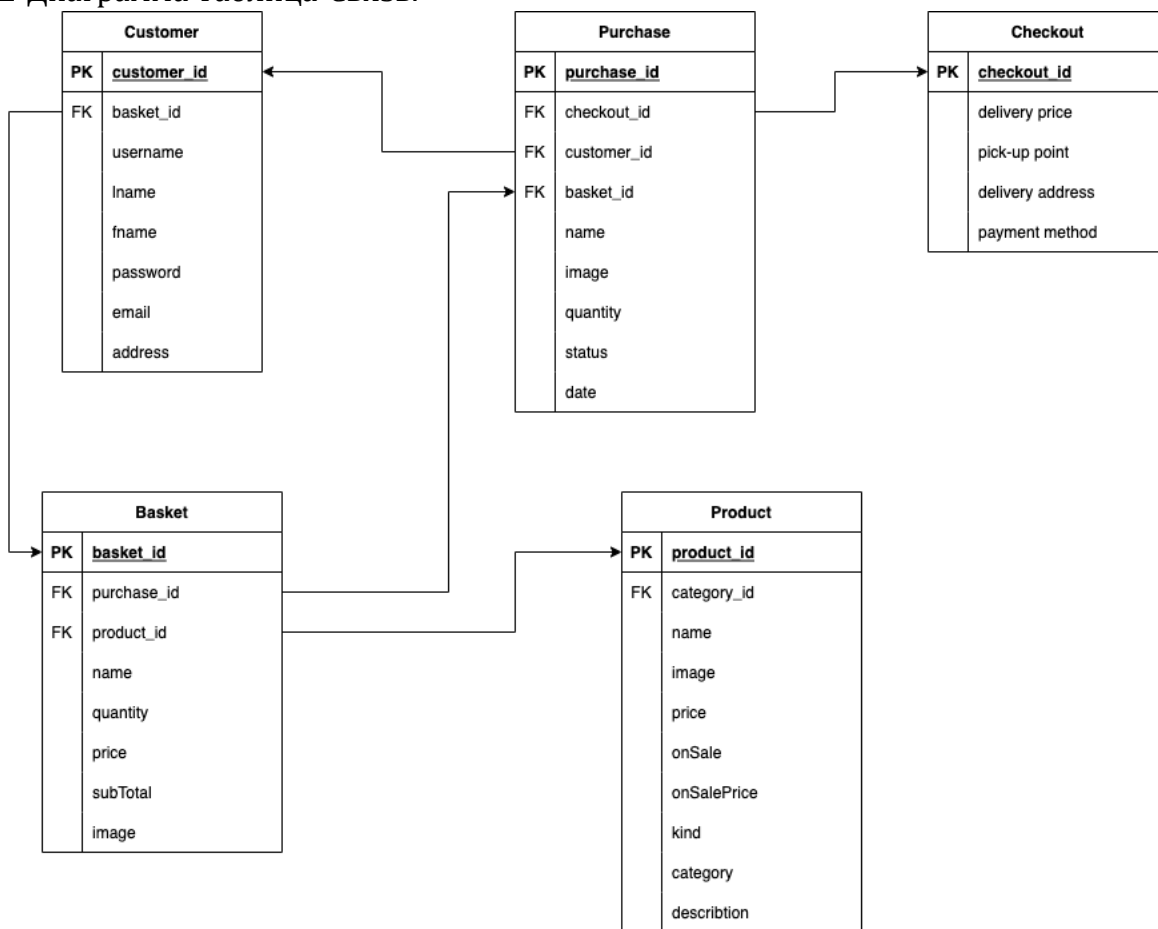 диаграмма таблица-связь.
Customer
PK customer_id
FK basket_id
username
lname
fname
password
email
address
Purchase
PK purchase_id
FK checkout_id
FK customer_id
FK basket_id
name
image
quantity
status
date
Checkout
PK checkout_id
delivery price
pick-up point
delivery address
payment method
Basket
PK basket_id
FK purchase_id
FK product_id
name
quantity
price
subTotal
image
Product
PK product_id
FK category_id
name
image
price
onSale
onSalePrice
kind
category
describtion